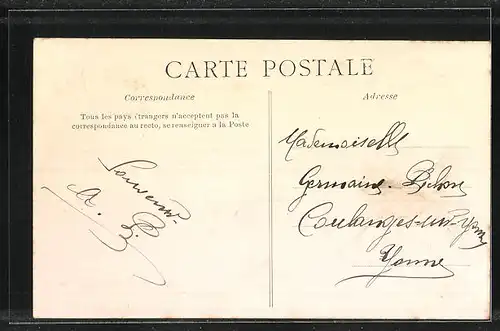 CARTE POSTALE
Correspondance
Tous les pays étrangers n'acceptent pas la
correspondance au recto, se renseigner à la Poste
Adresse
Souvenir
Mademoiselle
Germaine
Coulanges-sur-Yonne
Yonne